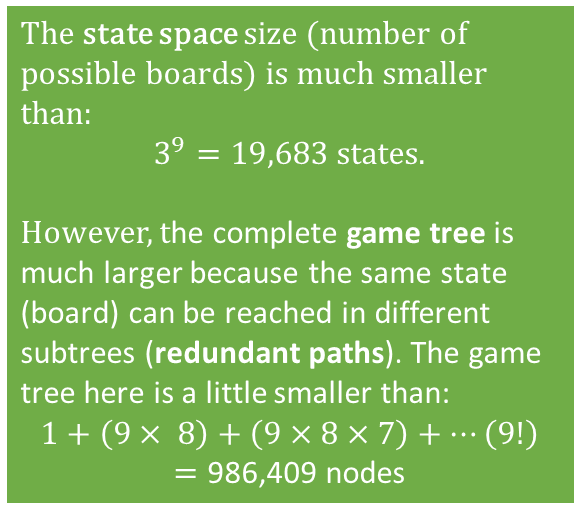 The state space size (number of
possible boards) is much smaller
than:
3⁹ = 19,683 states.
However, the complete game tree is
much larger because the same state
(board) can be reached in different
subtrees (redundant paths). The game
tree here is a little smaller than:
1 + (9 × 8) + (9 × 8 × 7) + ⋯ (9!)
= 986,409 nodes